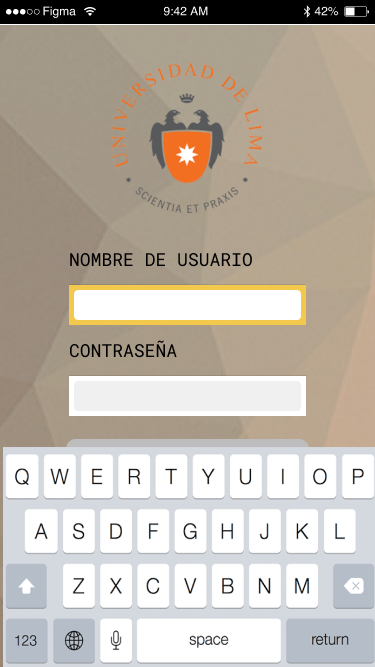 Figma 9:42 AM 42%
UNIVERSIDAD DE LIMA
SCIENTIA ET PRAXIS
NOMBRE DE USUARIO
CONTRASEÑA
Q W E R T Y U I O P
A S D F G H J K L
Z X C V B N M
123 space return